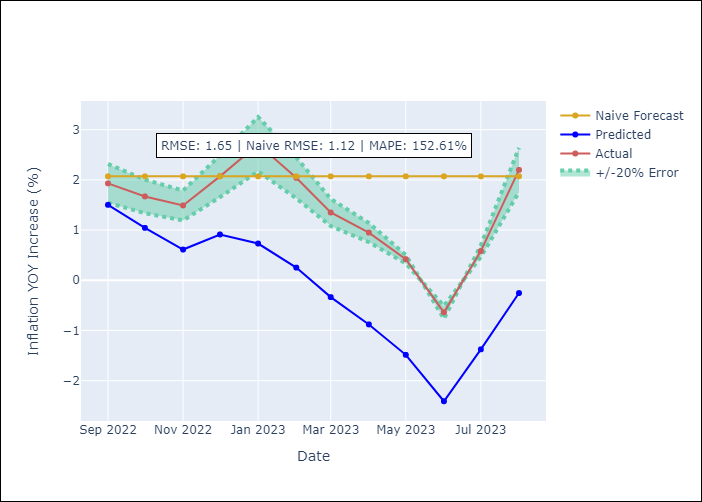 RMSE: 1.65 | Naive RMSE: 1.12 | MAPE: 152.61%
Naive Forecast
Predicted
Actual
+/-20% Error
Inflation YOY Increase (%)
3
2
1
0
−1
−2
Sep 2022 Nov 2022 Jan 2023 Mar 2023 May 2023 Jul 2023
Date